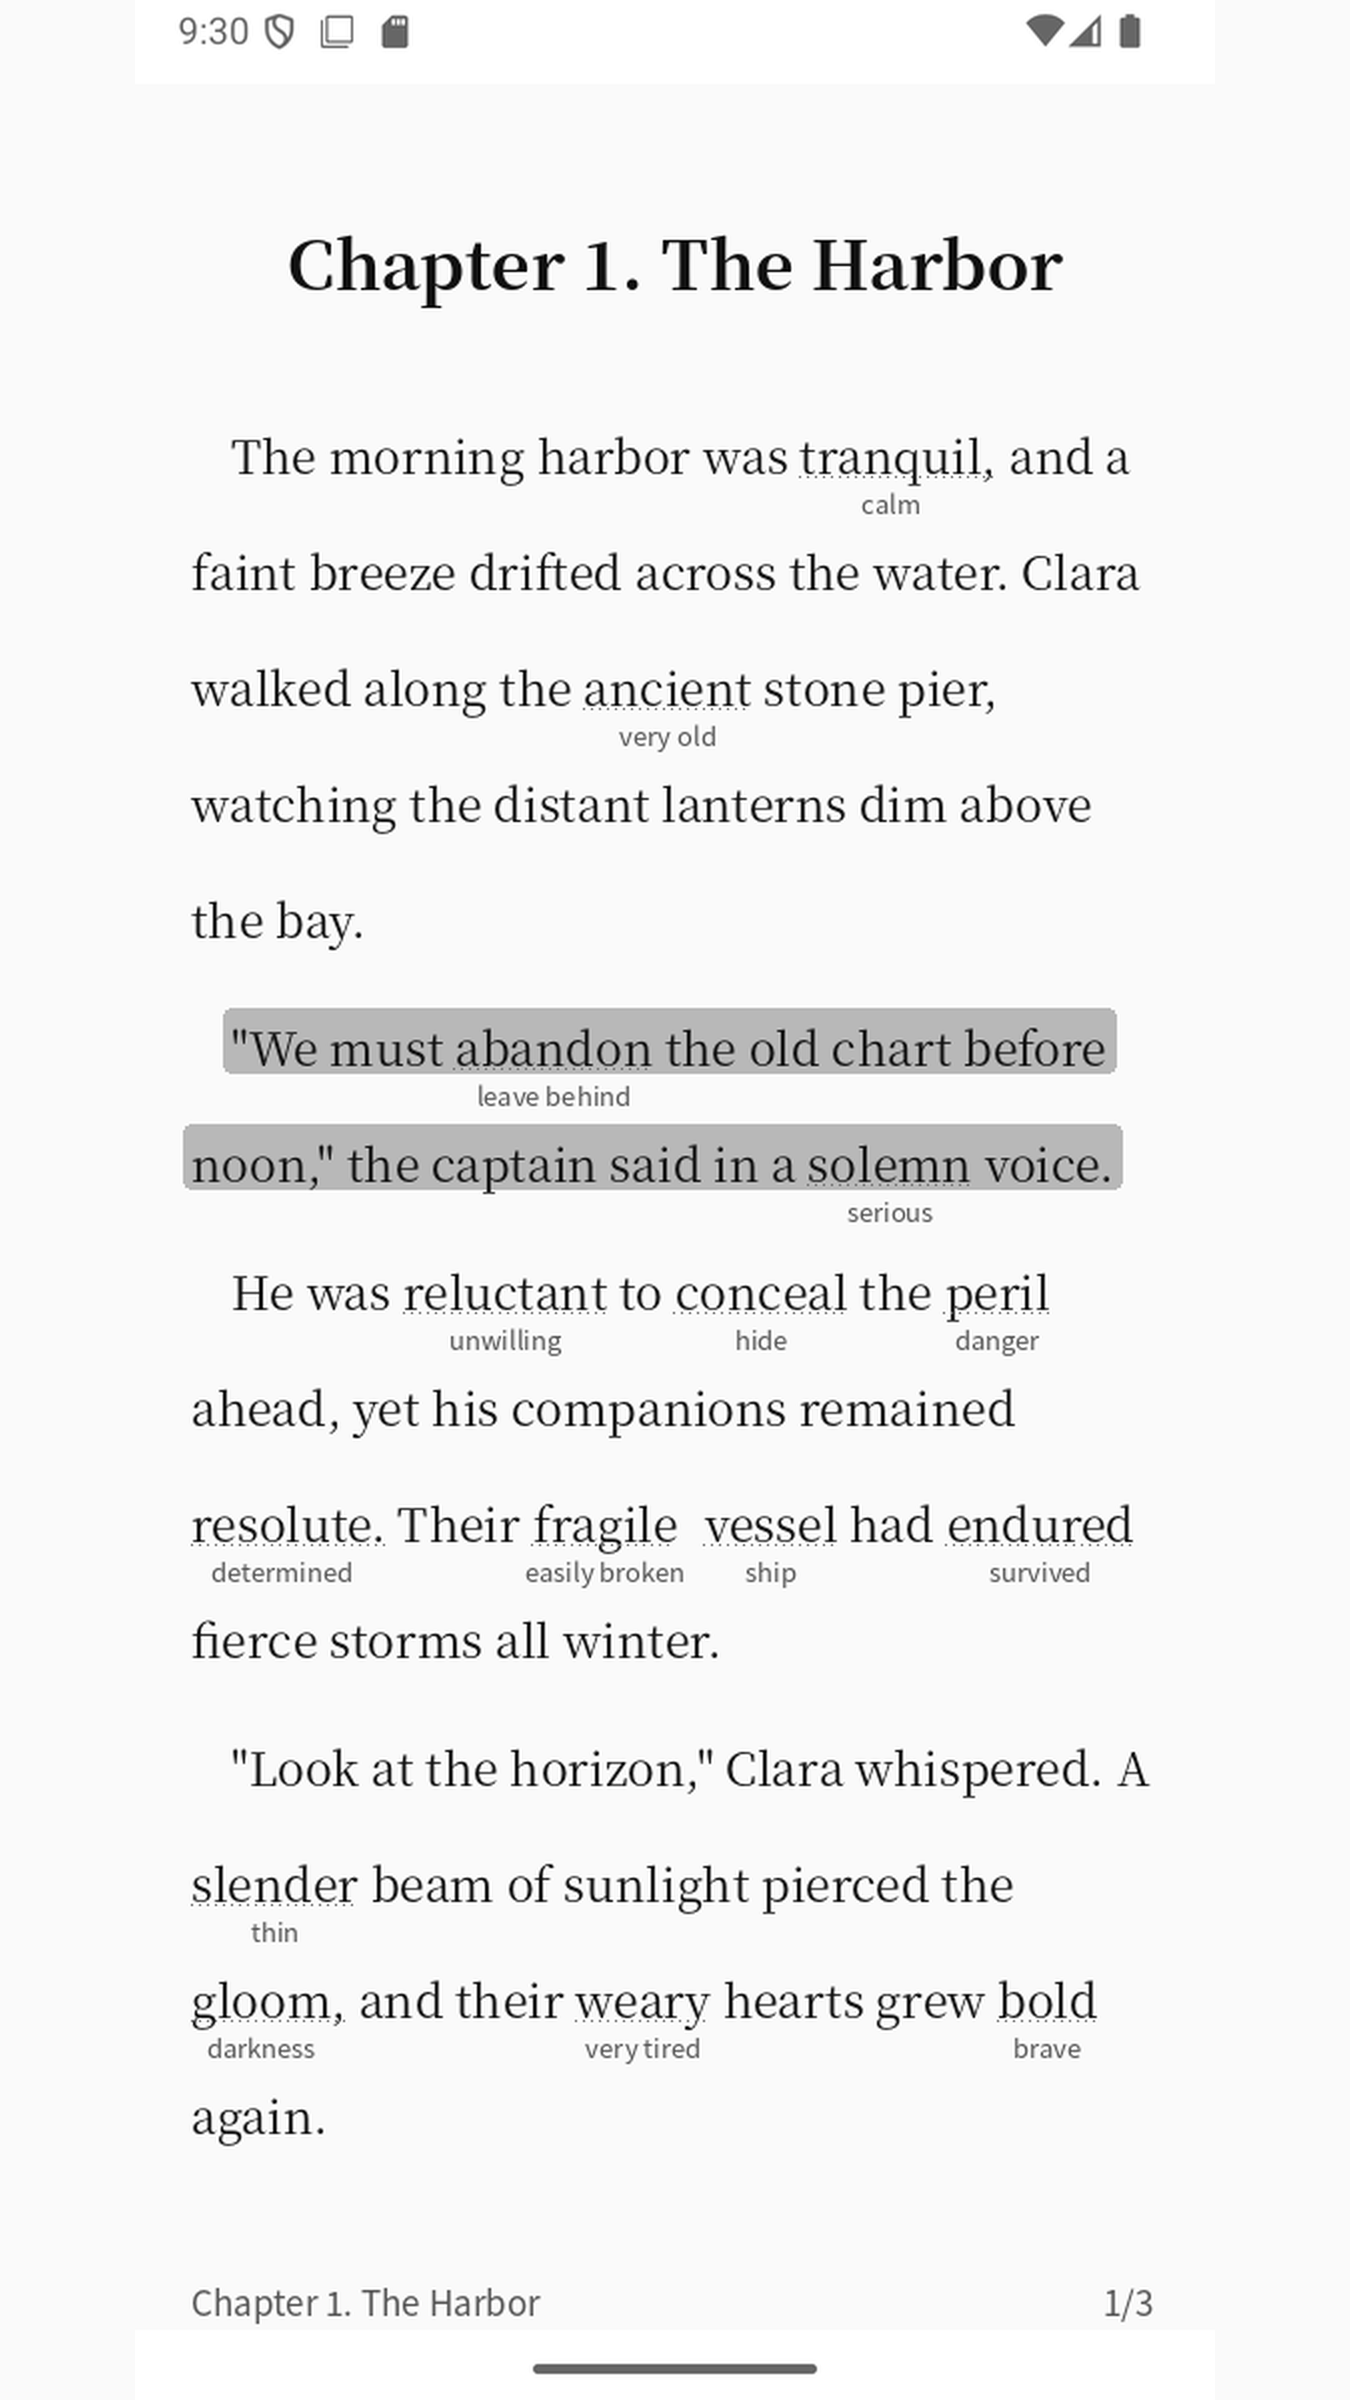 9:30
Chapter 1. The Harbor
The morning harbor was tranquil, and a
calm
faint breeze drifted across the water. Clara
walked along the ancient stone pier,
very old
watching the distant lanterns dim above
the bay.
"We must abandon the old chart before
leave behind
noon," the captain said in a solemn voice.
serious
He was reluctant to conceal the peril
unwilling hide danger
ahead, yet his companions remained
resolute. Their fragile vessel had endured
determined easily broken ship survived
fierce storms all winter.
"Look at the horizon," Clara whispered. A
slender beam of sunlight pierced the
thin
gloom, and their weary hearts grew bold
darkness very tired brave
again.
Chapter 1. The Harbor 1/3